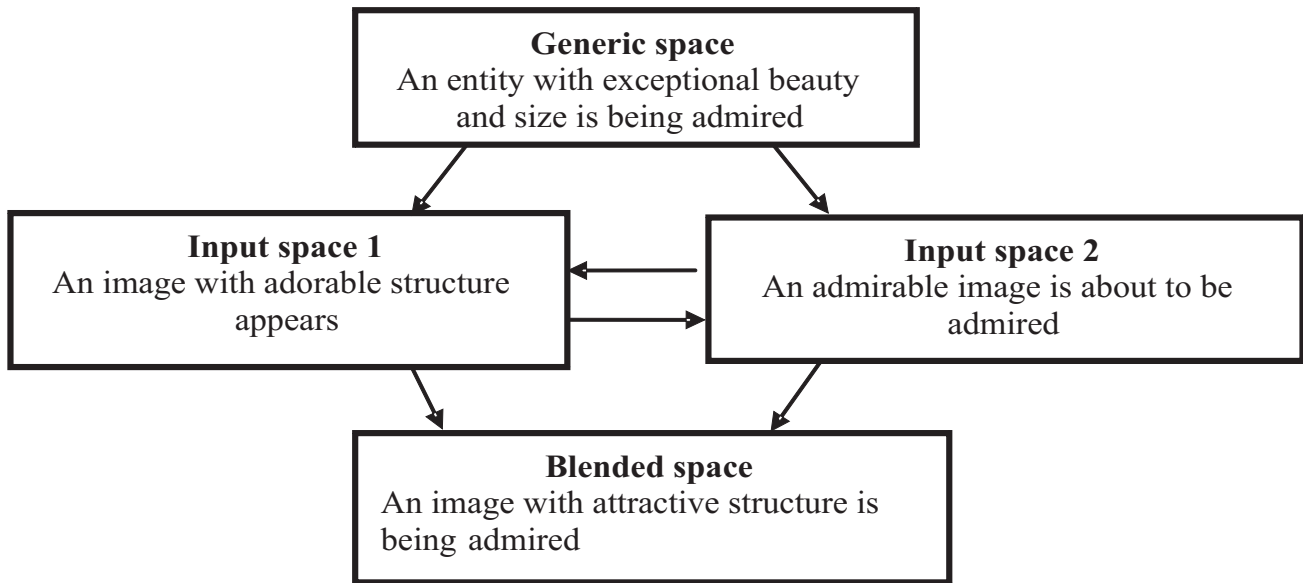 Generic space
An entity with exceptional beauty
and size is being admired
Input space 1
An image with adorable structure
appears
Input space 2
An admirable image is about to be
admired
Blended space
An image with attractive structure is
being admired